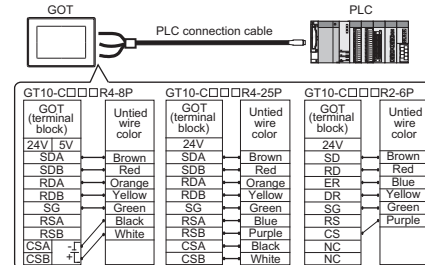 GOT
PLC
PLC connection cable
GT10-C□□□R4-8P
GOT
(terminal
block)
Untied
wire
color
24V 5V
SDA Brown
SDB Red
RDA Orange
RDB Yellow
SG Green
RSA Black
RSB White
CSA -
CSB +
GT10-C□□□R4-25P
GOT
(terminal
block)
Untied
wire
color
24V
SDA Brown
SDB Red
RDA Orange
RDB Yellow
SG Green
RSA Blue
RSB Purple
CSA Black
CSB White
GT10-C□□□R2-6P
GOT
(terminal
block)
Untied
wire
color
24V
SD Brown
RD Red
ER Blue
DR Yellow
SG Green
RS Purple
CS
NC
NC